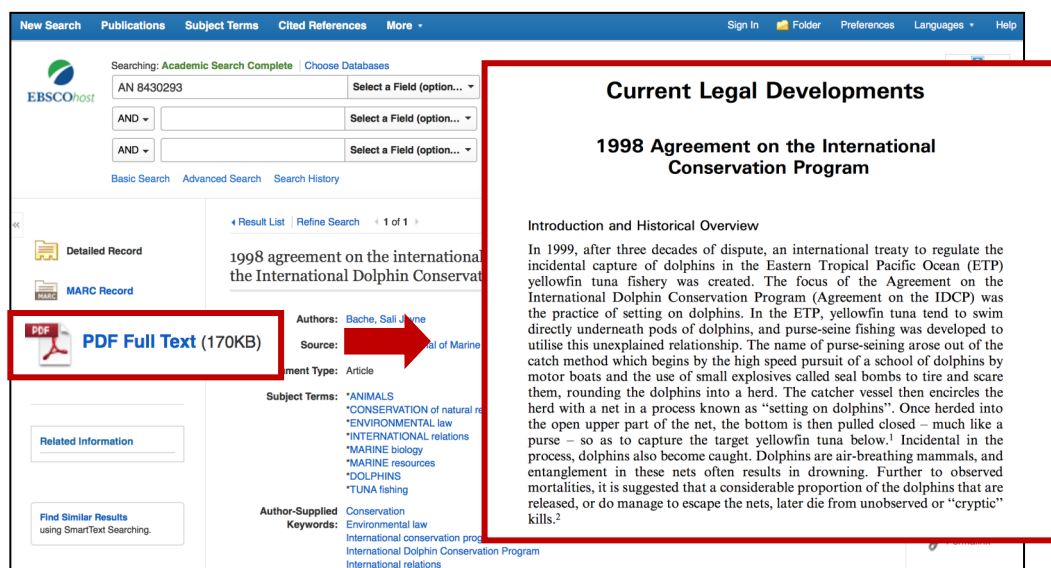 New Search Publications Subject Terms Cited References More
Sign In Folder Preferences Languages Help
EBSCOhost
Searching: Academic Search Complete Choose Databases
AN 8430293 Select a Field (option...
AND Select a Field (option...
AND Select a Field (option...
Basic Search Advanced Search Search History
«
Detailed Record
MARC
MARC Record
PDF
PDF Full Text (170KB)
Related Information
Find Similar Results
using SmartText Searching.
Result List Refine Search 1 of 1
1998 agreement on the international
the International Dolphin Conservat
Authors: Bache, Sali
Source: al of Marine
ument Type: Article
Subject Terms: *ANIMALS
*CONSERVATION of natural re
*ENVIRONMENTAL law
*INTERNATIONAL relations
*MARINE biology
*MARINE resources
*DOLPHINS
*TUNA fishing
Author-Supplied Keywords: Conservation
Environmental law
International conservation prog
International Dolphin Conservation Program
International relations
Current Legal Developments
1998 Agreement on the International
Conservation Program
Introduction and Historical Overview
In 1999, after three decades of dispute, an international treaty to regulate the
incidental capture of dolphins in the Eastern Tropical Pacific Ocean (ETP)
yellowfin tuna fishery was created. The focus of the Agreement on the
International Dolphin Conservation Program (Agreement on the IDCP) was
the practice of setting on dolphins. In the ETP, yellowfin tuna tend to swim
directly underneath pods of dolphins, and purse-seine fishing was developed to
utilise this unexplained relationship. The name of purse-seining arose out of the
catch method which begins by the high speed pursuit of a school of dolphins by
motor boats and the use of small explosives called seal bombs to tire and scare
them, rounding the dolphins into a herd. The catcher vessel then encircles the
herd with a net in a process known as “setting on dolphins”. Once herded into
the open upper part of the net, the bottom is then pulled closed – much like a
purse – so as to capture the target yellowfin tuna below.¹ Incidental in the
process, dolphins also become caught. Dolphins are air-breathing mammals, and
entanglement in these nets often results in drowning. Further to observed
mortalities, it is suggested that a considerable proportion of the dolphins that are
released, or do manage to escape the nets, later die from unobserved or “cryptic”
kills.²